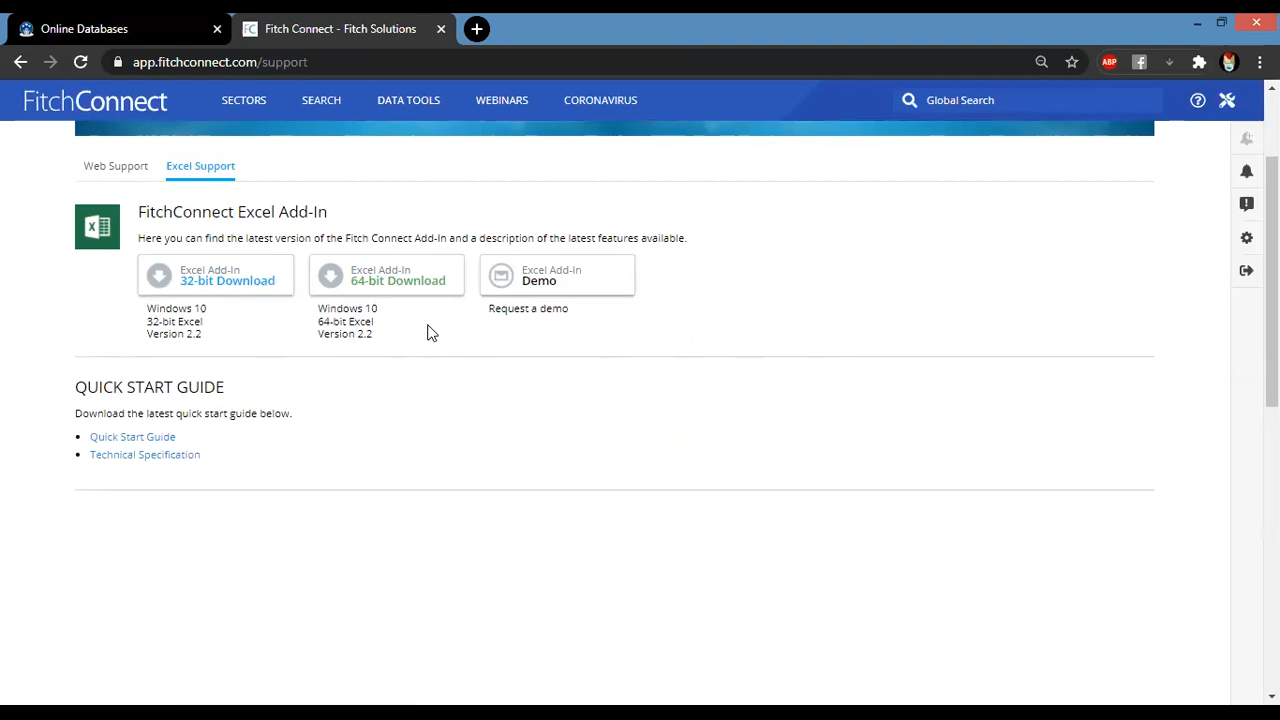 Online Databases
Fitch Connect - Fitch Solutions
app.fitchconnect.com/support
ABP
FitchConnect
SECTORS
SEARCH
DATA TOOLS
WEBINARS
CORONAVIRUS
Global Search
Web Support
Excel Support
FitchConnect Excel Add-In
Here you can find the latest version of the Fitch Connect Add-In and a description of the latest features available.
Excel Add-In
32-bit Download
Windows 10
32-bit Excel
Version 2.2
Excel Add-In
64-bit Download
Windows 10
64-bit Excel
Version 2.2
Excel Add-In
Demo
Request a demo
QUICK START GUIDE
Download the latest quick start guide below.
• Quick Start Guide
• Technical Specification